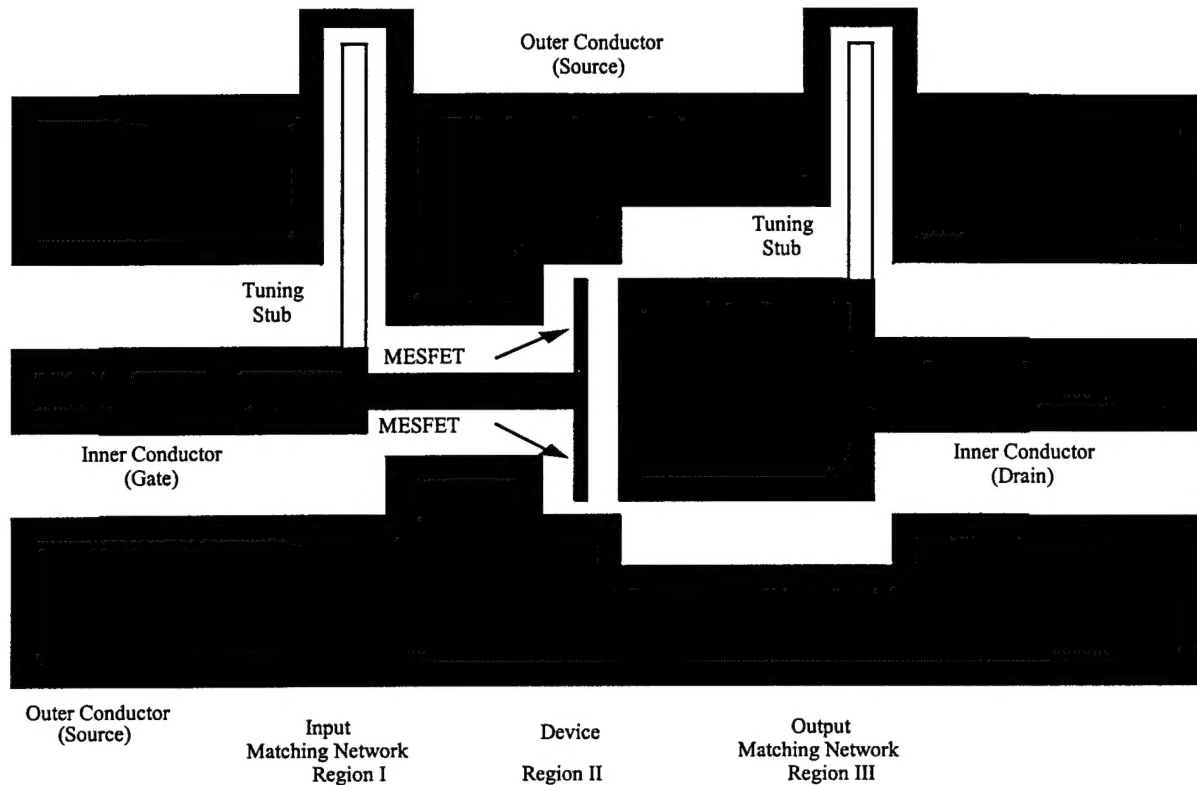 Outer Conductor
(Source)
Tuning
Stub
Tuning
Stub
MESFET
MESFET
Inner Conductor
(Gate)
Inner Conductor
(Drain)
Outer Conductor
(Source)
Input
Matching Network
Region I
Device
Region II
Output
Matching Network
Region III